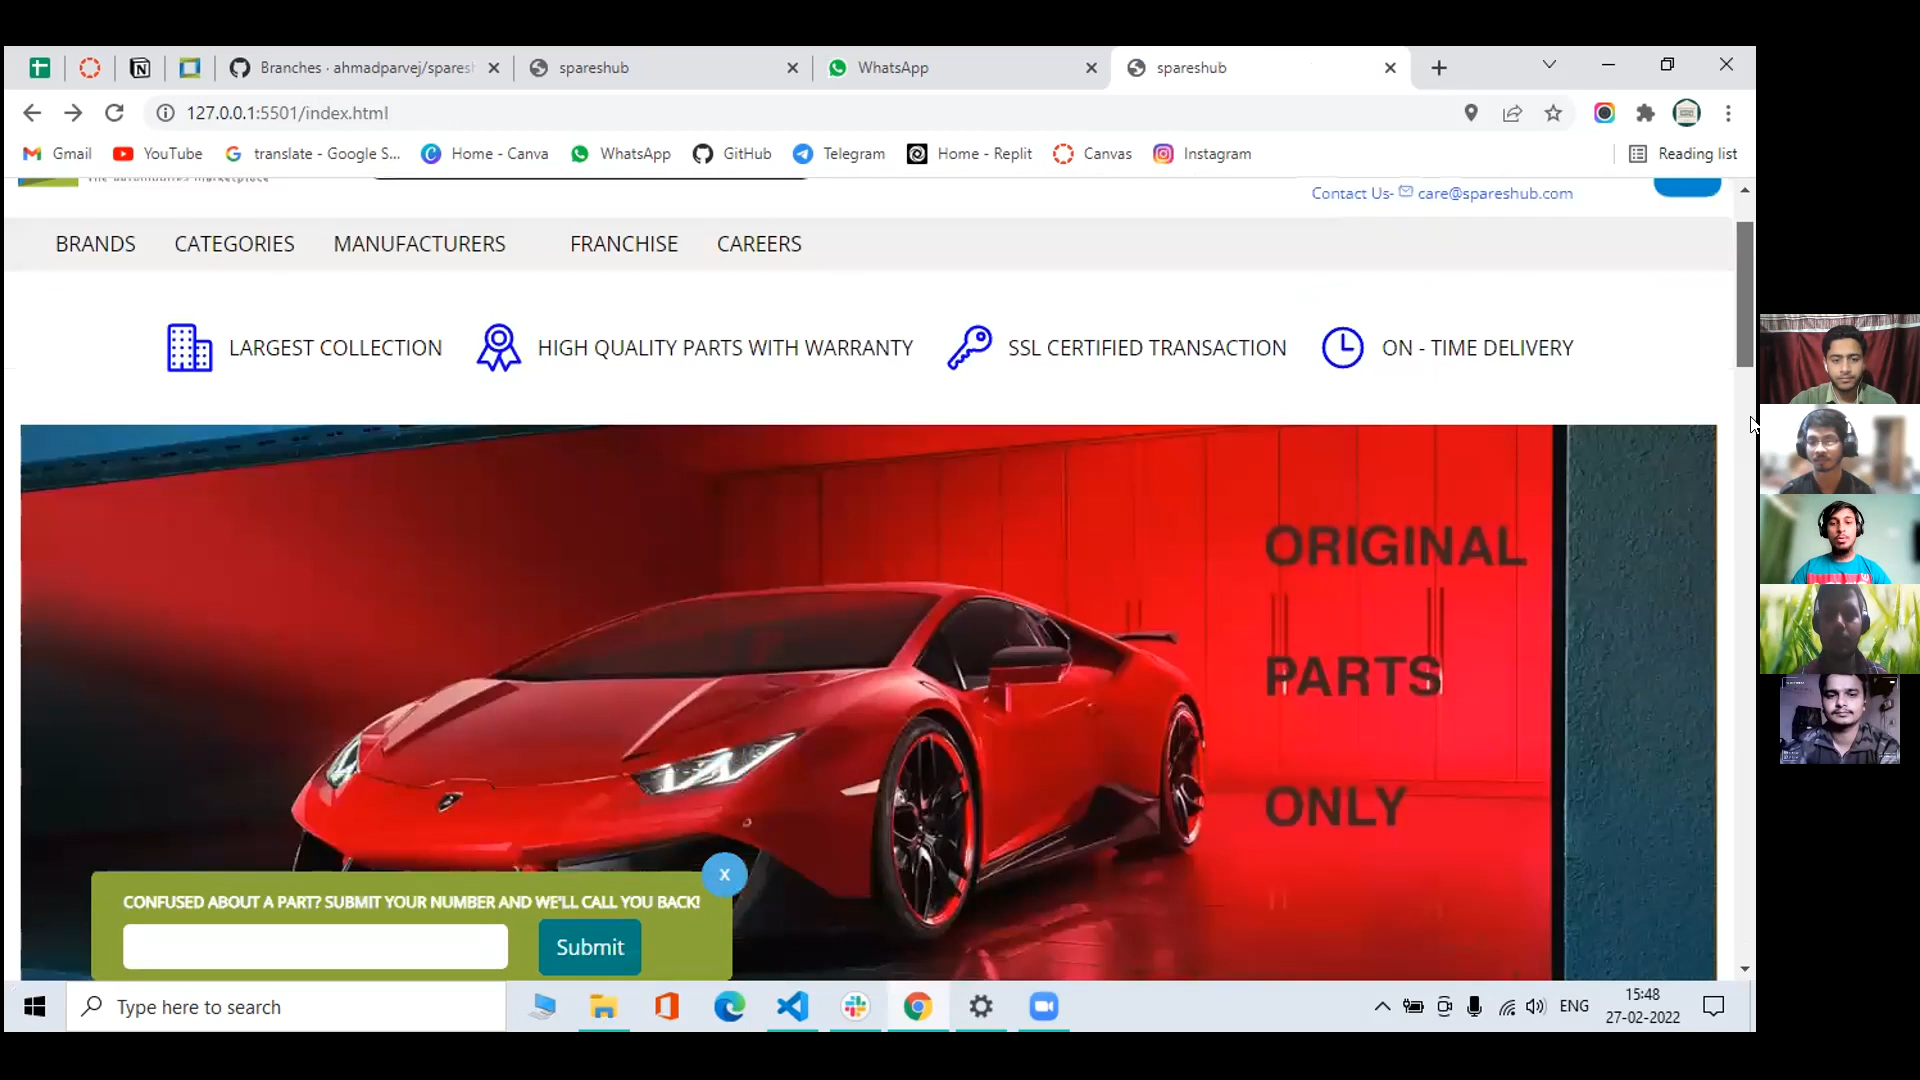 Branches · ahmadparvej/spares
spareshub
WhatsApp
spareshub
127.0.0.1:5501/index.html
Gmail
YouTube
translate - Google S...
Home - Canva
WhatsApp
GitHub
Telegram
Home - Replit
Canvas
Instagram
Reading list
Contact Us- care@spareshub.com
BRANDS
CATEGORIES
MANUFACTURERS
FRANCHISE
CAREERS
LARGEST COLLECTION
HIGH QUALITY PARTS WITH WARRANTY
SSL CERTIFIED TRANSACTION
ON - TIME DELIVERY
ORIGINAL
PARTS
ONLY
x
CONFUSED ABOUT A PART? SUBMIT YOUR NUMBER AND WE'LL CALL YOU BACK!
Submit
Type here to search
ENG
15:48
27-02-2022